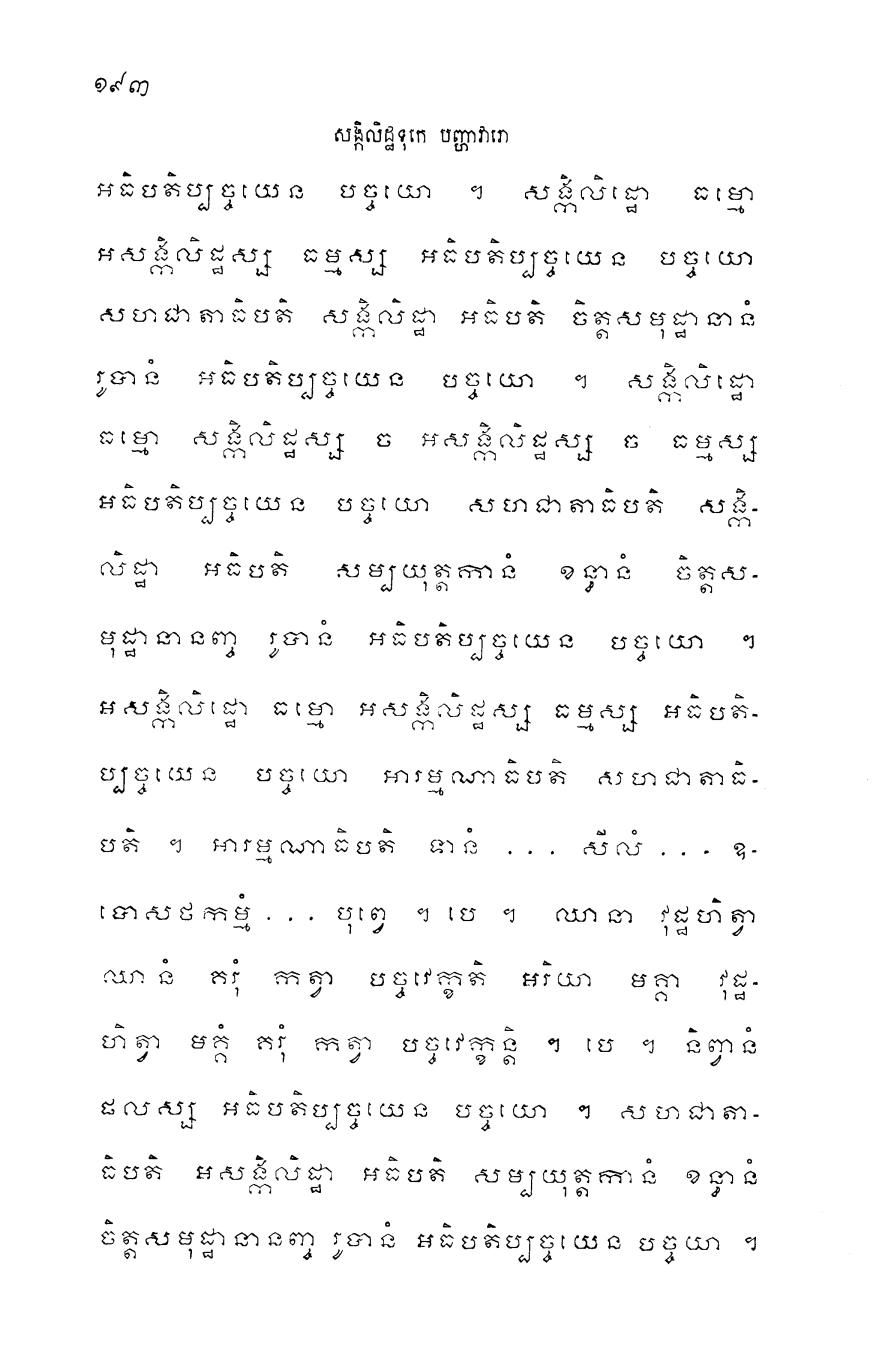 ១៩៣
សង្កិលិដ្ឋទុកេ បញ្ហាវារោ
អធិបតិប្បច្ចយេន បច្ចយោ ។ សង្កិលិដ្ឋោ ធម្មោ
អសង្កិលិដ្ឋស្ស ធម្មស្ស អធិបតិប្បច្ចយេន បច្ចយោ
សហជាតាធិបតិ សង្កិលិដ្ឋា អធិបតិ ចិត្តសមុដ្ឋានានំ
រូបានំ អធិបតិប្បច្ចយេន បច្ចយោ ។ សង្កិលិដ្ឋោ
ធម្មោ សង្កិលិដ្ឋស្ស ច អសង្កិលិដ្ឋស្ស ច ធម្មស្ស
អធិបតិប្បច្ចយេន បច្ចយោ សហជាតាធិបតិ សង្កិ-
លិដ្ឋា អធិបតិ សម្បយុត្តកានំ ខន្ធានំ ចិត្តស-
មុដ្ឋានានញ្ច រូបានំ អធិបតិប្បច្ចយេន បច្ចយោ ។
អសង្កិលិដ្ឋោ ធម្មោ អសង្កិលិដ្ឋស្ស ធម្មស្ស អធិបតិ-
ប្បច្ចយេន បច្ចយោ អារម្មណាធិបតិ សហជាតាធិ-
បតិ ។ អារម្មណាធិបតិ ទានំ ... សីលំ ... ឧ-
បោសថកម្មំ ... បុព្វេ ។ បេ ។ ឈានា វុដ្ឋហិត្វា
ឈានំ គរុំ កត្វា បច្ចវេក្ខតិ អរិយា មគ្គា វុដ្ឋ-
ហិត្វា មគ្គំ គរុំ កត្វា បច្ចវេក្ខន្តិ ។ បេ ។ និព្វានំ
ផលស្ស អធិបតិប្បច្ចយេន បច្ចយោ ។ សហជាតា-
ធិបតិ អសង្កិលិដ្ឋា អធិបតិ សម្បយុត្តកានំ ខន្ធានំ
ចិត្តសមុដ្ឋានានញ្ច រូបានំ អធិបតិប្បច្ចយេន បច្ចយា ។